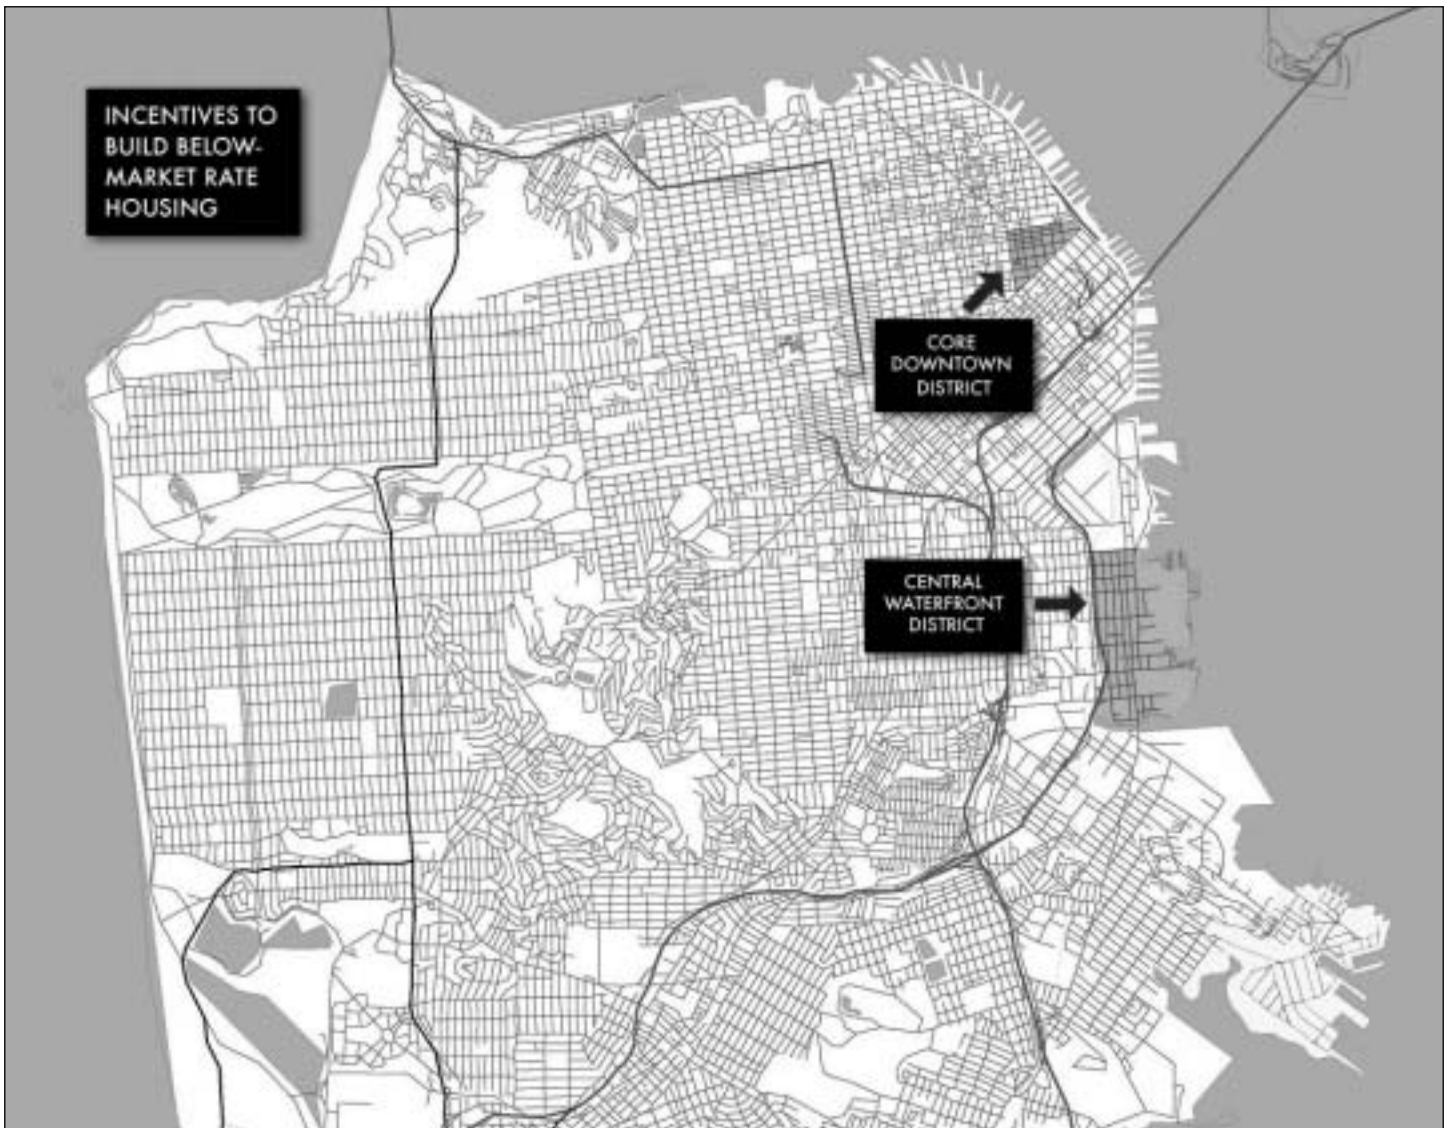 INCENTIVES TO
BUILD BELOW-
MARKET RATE
HOUSING
CORE
DOWNTOWN
DISTRICT
CENTRAL
WATERFRONT
DISTRICT